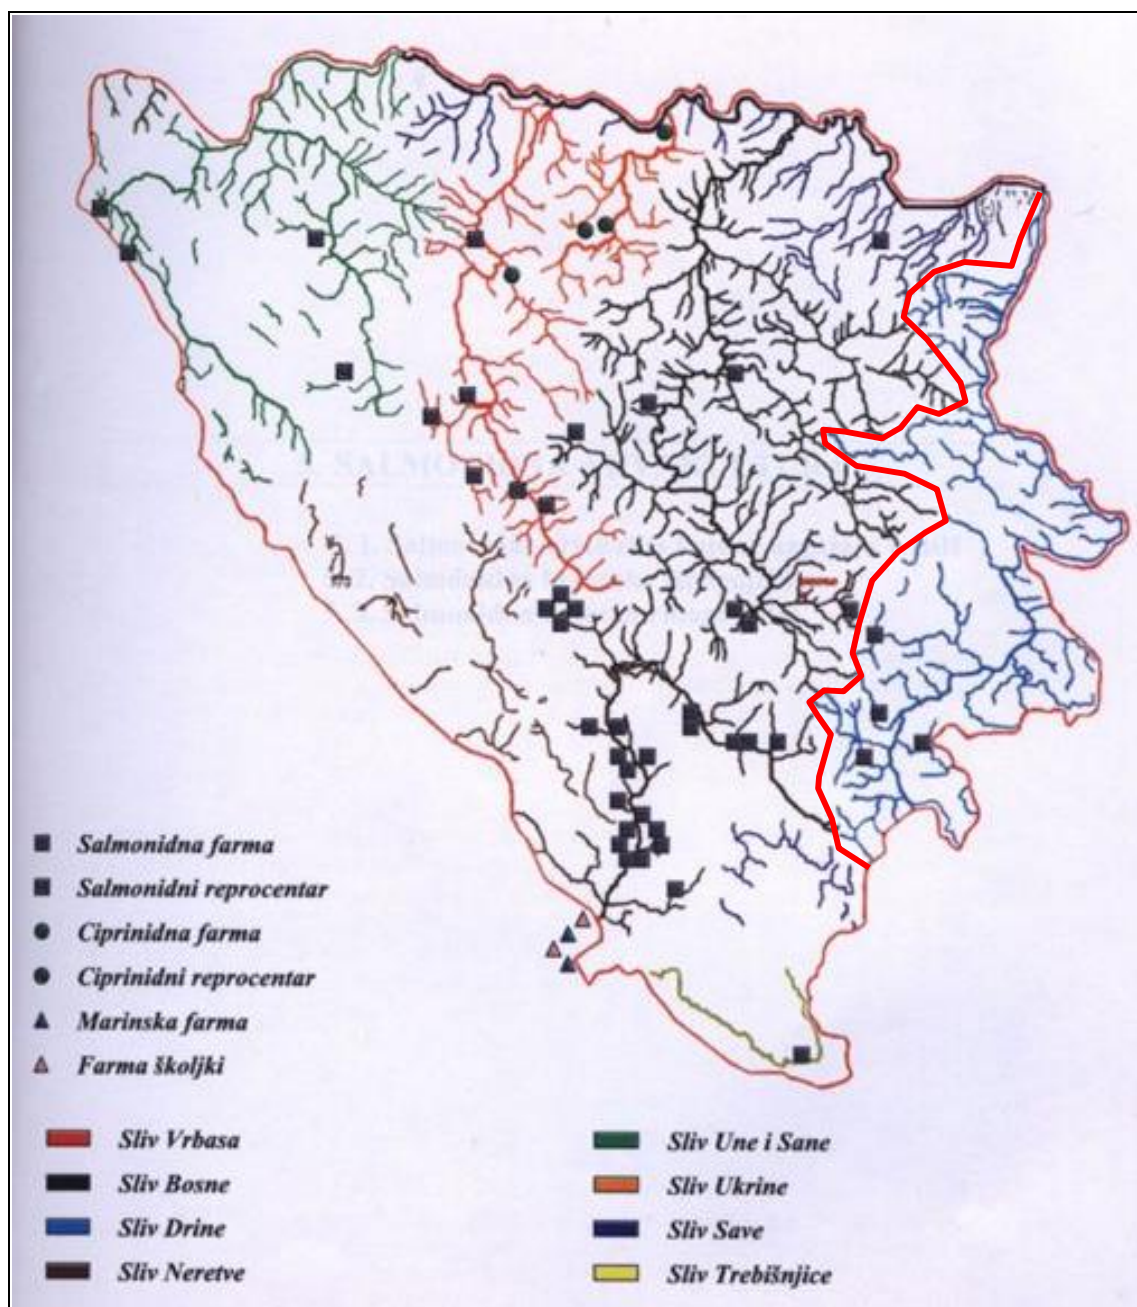 Salmonidna farma
Salmonidni reprocentar
Ciprinidna farma
Ciprinidni reprocentar
Marinska farma
Farma školjki
Sliv Vrbasa
Sliv Bosne
Sliv Drine
Sliv Neretve
Sliv Une i Sane
Sliv Ukrine
Sliv Save
Sliv Trebišnjice